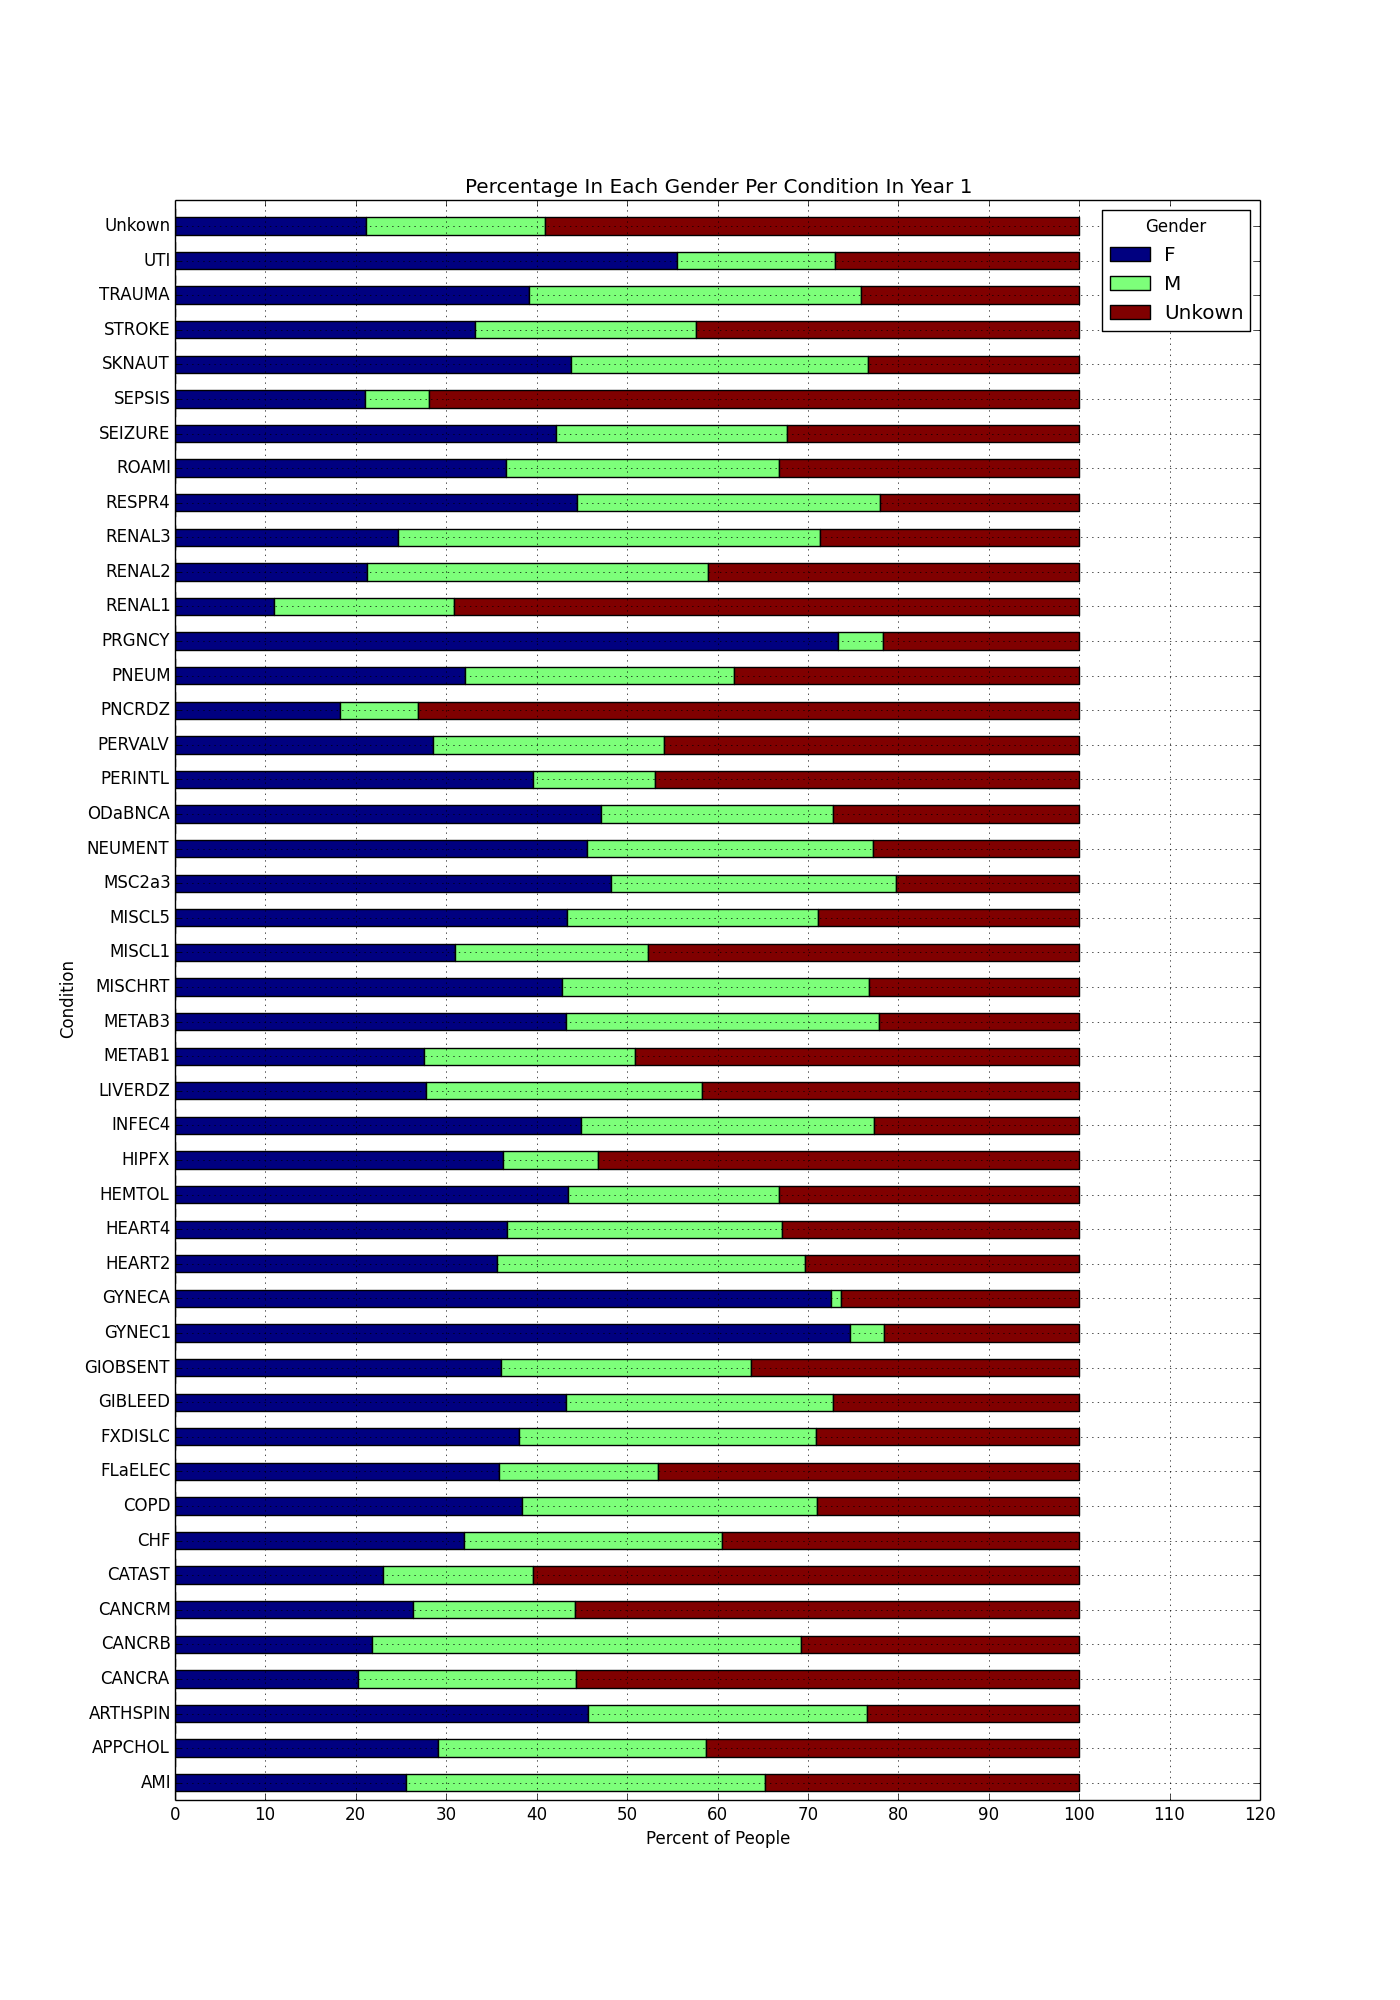 Percentage In Each Gender Per Condition In Year 1
Gender
F
M
Unkown
Unkown
UTI
TRAUMA
STROKE
SKNAUT
SEPSIS
SEIZURE
ROAMI
RESPR4
RENAL3
RENAL2
RENAL1
PRGNCY
PNEUM
PNCRDZ
PERVALV
PERINTL
ODaBNCA
NEUMENT
MSC2a3
MISCL5
MISCL1
MISCHRT
METAB3
METAB1
LIVERDZ
INFEC4
HIPFX
HEMTOL
HEART4
HEART2
GYNECA
GYNEC1
GIOBSENT
GIBLEED
FXDISLC
FLaELEC
COPD
CHF
CATAST
CANCRM
CANCRB
CANCRA
ARTHSPIN
APPCHOL
AMI
Condition
0 10 20 30 40 50 60 70 80 90 100 110 120
Percent of People